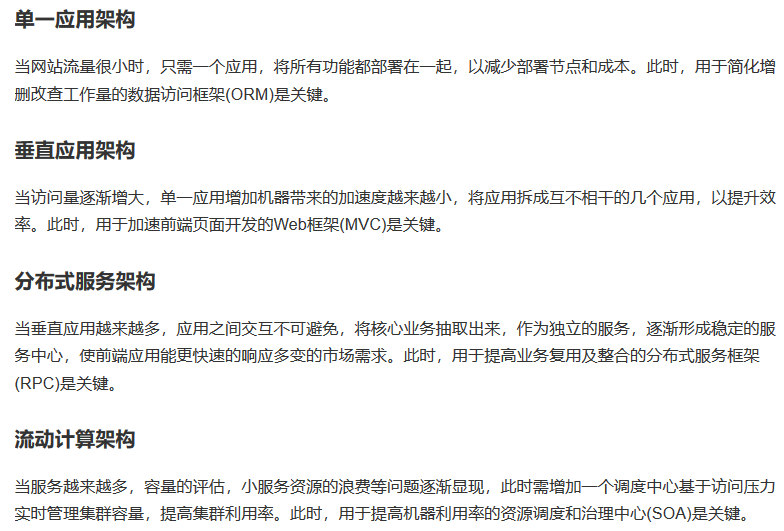 单一应用架构
当网站流量很小时，只需一个应用，将所有功能都部署在一起，以减少部署节点和成本。此时，用于简化增
删改查工作量的数据访问框架(ORM)是关键。
垂直应用架构
当访问量逐渐增大，单一应用增加机器带来的加速度越来越小，将应用拆成互不相干的几个应用，以提升效
率。此时，用于加速前端页面开发的Web框架(MVC)是关键。
分布式服务架构
当垂直应用越来越多，应用之间交互不可避免，将核心业务抽取出来，作为独立的服务，逐渐形成稳定的服
务中心，使前端应用能更快速的响应多变的市场需求。此时，用于提高业务复用及整合的分布式服务框架
(RPC)是关键。
流动计算架构
当服务越来越多，容量的评估，小服务资源的浪费等问题逐渐显现，此时需增加一个调度中心基于访问压力
实时管理集群容量，提高集群利用率。此时，用于提高机器利用率的资源调度和治理中心(SOA)是关键。